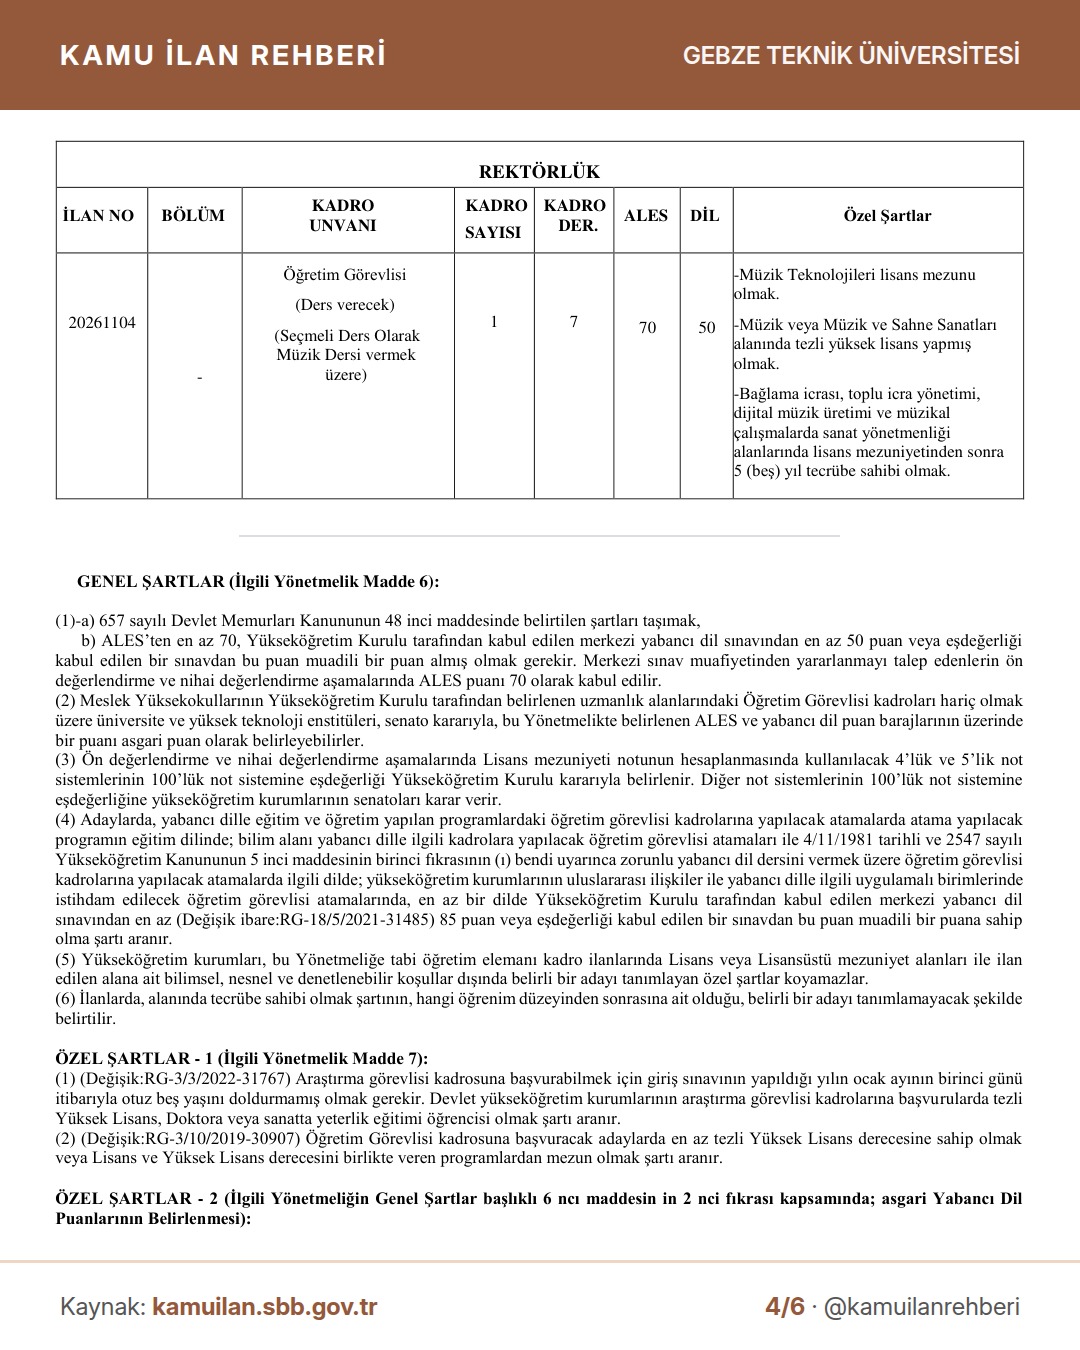 KAMU İLAN REHBERİ
GEBZE TEKNİK ÜNİVERSİTESİ
REKTÖRLÜK
İLAN NO
BÖLÜM
KADRO
UNVANI
KADRO
SAYISI
KADRO
DER.
ALES
DİL
Özel Şartlar
20261104
-
Öğretim Görevlisi
(Ders verecek)
(Seçmeli Ders Olarak
Müzik Dersi vermek
üzere)
1
7
70
50
-Müzik Teknolojileri lisans mezunu
olmak.
-Müzik veya Müzik ve Sahne Sanatları
alanında tezli yüksek lisans yapmış
olmak.
-Bağlama icrası, toplu icra yönetimi,
dijital müzik üretimi ve müzikal
çalışmalarda sanat yönetmenliği
alanlarında lisans mezuniyetinden sonra
5 (beş) yıl tecrübe sahibi olmak.
GENEL ŞARTLAR (İlgili Yönetmelik Madde 6):
(1)-a) 657 sayılı Devlet Memurları Kanununun 48 inci maddesinde belirtilen şartları taşımak,
b) ALES’ten en az 70, Yükseköğretim Kurulu tarafından kabul edilen merkezi yabancı dil sınavından en az 50 puan veya eşdeğerliği
kabul edilen bir sınavdan bu puan muadili bir puan almış olmak gerekir. Merkezi sınav muafiyetinden yararlanmayı talep edenlerin ön
değerlendirme ve nihai değerlendirme aşamalarında ALES puanı 70 olarak kabul edilir.
(2) Meslek Yüksekokullarının Yükseköğretim Kurulu tarafından belirlenen uzmanlık alanlarındaki Öğretim Görevlisi kadroları hariç olmak
üzere üniversite ve yüksek teknoloji enstitüleri, senato kararıyla, bu Yönetmelikte belirlenen ALES ve yabancı dil puan barajlarının üzerinde
bir puanı asgari puan olarak belirleyebilirler.
(3) Ön değerlendirme ve nihai değerlendirme aşamalarında Lisans mezuniyeti notunun hesaplanmasında kullanılacak 4’lük ve 5’lik not
sistemlerinin 100’lük not sistemine eşdeğerliği Yükseköğretim Kurulu kararıyla belirlenir. Diğer not sistemlerinin 100’lük not sistemine
eşdeğerliğine yükseköğretim kurumlarının senatoları karar verir.
(4) Adaylarda, yabancı dille eğitim ve öğretim yapılan programlardaki öğretim görevlisi kadrolarına yapılacak atamalarda atama yapılacak
programın eğitim dilinde; bilim alanı yabancı dille ilgili kadrolara yapılacak öğretim görevlisi atamaları ile 4/11/1981 tarihli ve 2547 sayılı
Yükseköğretim Kanununun 5 inci maddesinin birinci fıkrasının (ı) bendi uyarınca zorunlu yabancı dil dersini vermek üzere öğretim görevlisi
kadrolarına yapılacak atamalarda ilgili dilde; yükseköğretim kurumlarının uluslararası ilişkiler ile yabancı dille ilgili uygulamalı birimlerinde
istihdam edilecek öğretim görevlisi atamalarında, en az bir dilde Yükseköğretim Kurulu tarafından kabul edilen merkezi yabancı dil
sınavından en az (Değişik ibare:RG-18/5/2021-31485) 85 puan veya eşdeğerliği kabul edilen bir sınavdan bu puan muadili bir puana sahip
olma şartı aranır.
(5) Yükseköğretim kurumları, bu Yönetmeliğe tabi öğretim elemanı kadro ilanlarında Lisans veya Lisansüstü mezuniyet alanları ile ilan
edilen alana ait bilimsel, nesnel ve denetlenebilir koşullar dışında belirli bir adayı tanımlayan özel şartlar koyamazlar.
(6) İlanlarda, alanında tecrübe sahibi olmak şartının, hangi öğrenim düzeyinden sonrasına ait olduğu, belirli bir adayı tanımlamayacak şekilde
belirtilir.
ÖZEL ŞARTLAR - 1 (İlgili Yönetmelik Madde 7):
(1) (Değişik:RG-3/3/2022-31767) Araştırma görevlisi kadrosuna başvurabilmek için giriş sınavının yapıldığı yılın ocak ayının birinci günü
itibarıyla otuz beş yaşını doldurmamış olmak gerekir. Devlet yükseköğretim kurumlarının araştırma görevlisi kadrolarına başvurularda tezli
Yüksek Lisans, Doktora veya sanatta yeterlik eğitimi öğrencisi olmak şartı aranır.
(2) (Değişik:RG-3/10/2019-30907) Öğretim Görevlisi kadrosuna başvuracak adaylarda en az tezli Yüksek Lisans derecesine sahip olmak
veya Lisans ve Yüksek Lisans derecesini birlikte veren programlardan mezun olmak şartı aranır.
ÖZEL ŞARTLAR - 2 (İlgili Yönetmeliğin Genel Şartlar başlıklı 6 ncı maddesin in 2 nci fıkrası kapsamında; asgari Yabancı Dil
Puanlarının Belirlenmesi):
Kaynak: kamuilan.sbb.gov.tr
4/6 · @kamuilanrehberi